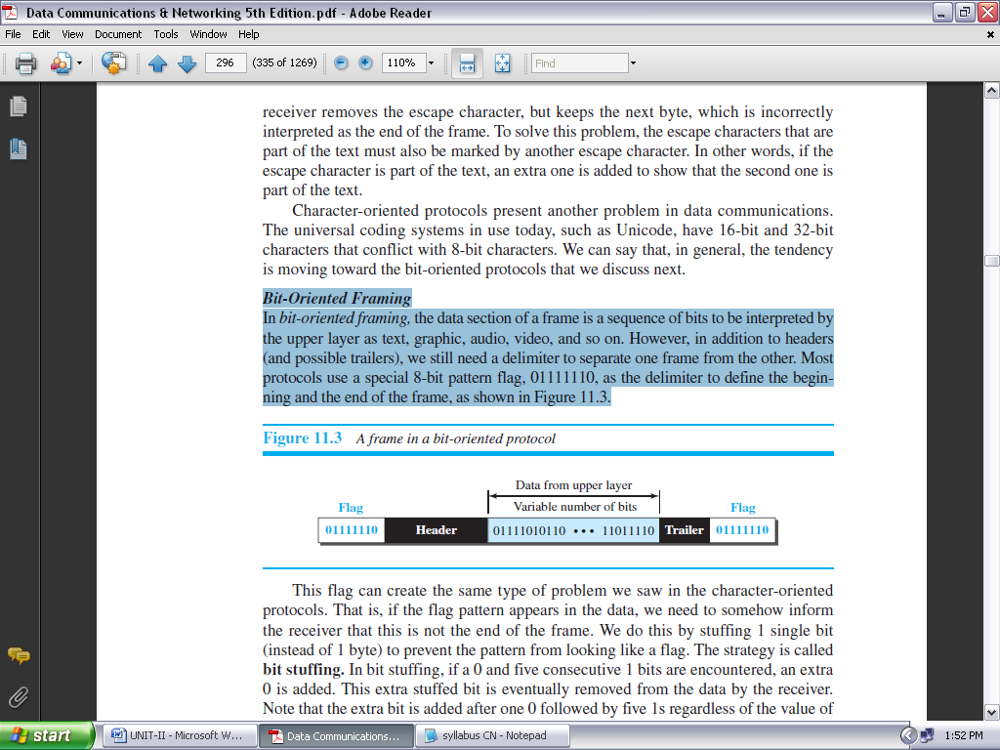 Data Communications & Networking 5th Edition.pdf - Adobe Reader
File Edit View Document Tools Window Help
296 (335 of 1269) 110% Find
receiver removes the escape character, but keeps the next byte, which is incorrectly
interpreted as the end of the frame. To solve this problem, the escape characters that are
part of the text must also be marked by another escape character. In other words, if the
escape character is part of the text, an extra one is added to show that the second one is
part of the text.
Character-oriented protocols present another problem in data communications.
The universal coding systems in use today, such as Unicode, have 16-bit and 32-bit
characters that conflict with 8-bit characters. We can say that, in general, the tendency
is moving toward the bit-oriented protocols that we discuss next.
Bit-Oriented Framing
In bit-oriented framing, the data section of a frame is a sequence of bits to be interpreted by
the upper layer as text, graphic, audio, video, and so on. However, in addition to headers
(and possible trailers), we still need a delimiter to separate one frame from the other. Most
protocols use a special 8-bit pattern flag, 01111110, as the delimiter to define the begin-
ning and the end of the frame, as shown in Figure 11.3.
Figure 11.3 A frame in a bit-oriented protocol
Data from upper layer
Flag Variable number of bits Flag
01111110 Header 01111010110 ••• 11011110 Trailer 01111110
This flag can create the same type of problem we saw in the character-oriented
protocols. That is, if the flag pattern appears in the data, we need to somehow inform
the receiver that this is not the end of the frame. We do this by stuffing 1 single bit
(instead of 1 byte) to prevent the pattern from looking like a flag. The strategy is called
bit stuffing. In bit stuffing, if a 0 and five consecutive 1 bits are encountered, an extra
0 is added. This extra stuffed bit is eventually removed from the data by the receiver.
Note that the extra bit is added after one 0 followed by five 1s regardless of the value of
start UNIT-II - Microsoft W... Data Communications... syllabus CN - Notepad 1:52 PM